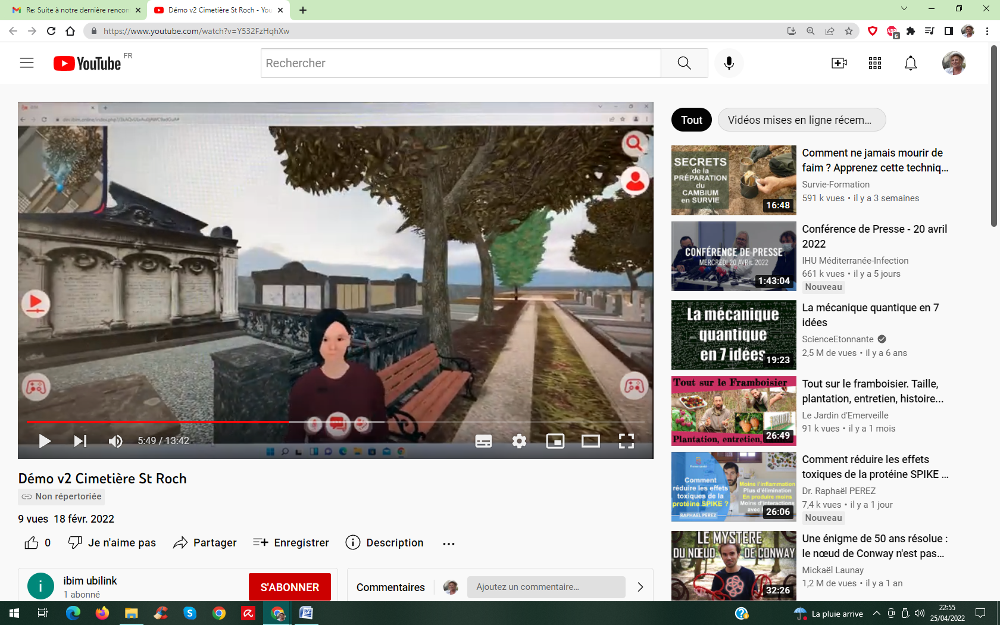 Re: Suite à notre dernière rencon
Démo v2 Cimetière St Roch - You
https://www.youtube.com/watch?v=Y532FzHqhXw
6
YouTube FR
Rechercher
5:49 / 13:42
Démo v2 Cimetière St Roch
Non répertoriée
9 vues 18 févr. 2022
0 Je n'aime pas Partager Enregistrer Description ...
i
ibim ubilink
1 abonné
S'ABONNER
Commentaires
Ajoutez un commentaire...
Tout
Vidéos mises en ligne récem...
SECRETS
de la
PRÉPARATION
du
CAMBIUM
en SURVIE
16:48
Comment ne jamais mourir de
faim ? Apprenez cette techniq...
Survie-Formation
591 k vues • il y a 3 semaines
CONFÉRENCE DE PRESSE
MERCREDI 20 AVRIL 2022
1:43:04
Conférence de Presse - 20 avril
2022
IHU Méditerranée-Infection
661 k vues • il y a 5 jours
Nouveau
La mécanique
quantique
en 7 idées
19:23
La mécanique quantique en 7
idées
ScienceEtonnante
2,5 M de vues • il y a 6 ans
Tout sur le Framboisier
Plantation, entretien,
26:49
Tout sur le framboisier. Taille,
plantation, entretien, histoire...
Le Jardin d'Emerveille
91 k vues • il y a 1 mois
Comment
réduire les effets
toxiques de la
protéine SPIKE ?
RAPHAEL PEREZ
Moins l'inflammation
Plus d'élimination
En produire moins
Moins d'interactions
avec
26:06
Comment réduire les effets
toxiques de la protéine SPIKE ...
Dr. Raphaël PEREZ
7,4 k vues • il y a 1 jour
Nouveau
LE MYSTÈRE
DU NŒUD DE CONWAY
32:26
Une énigme de 50 ans résolue :
le nœud de Conway n'est pas...
Mickaël Launay
1,2 M de vues • il y a 1 an
La pluie arrive
22:55
25/04/2022